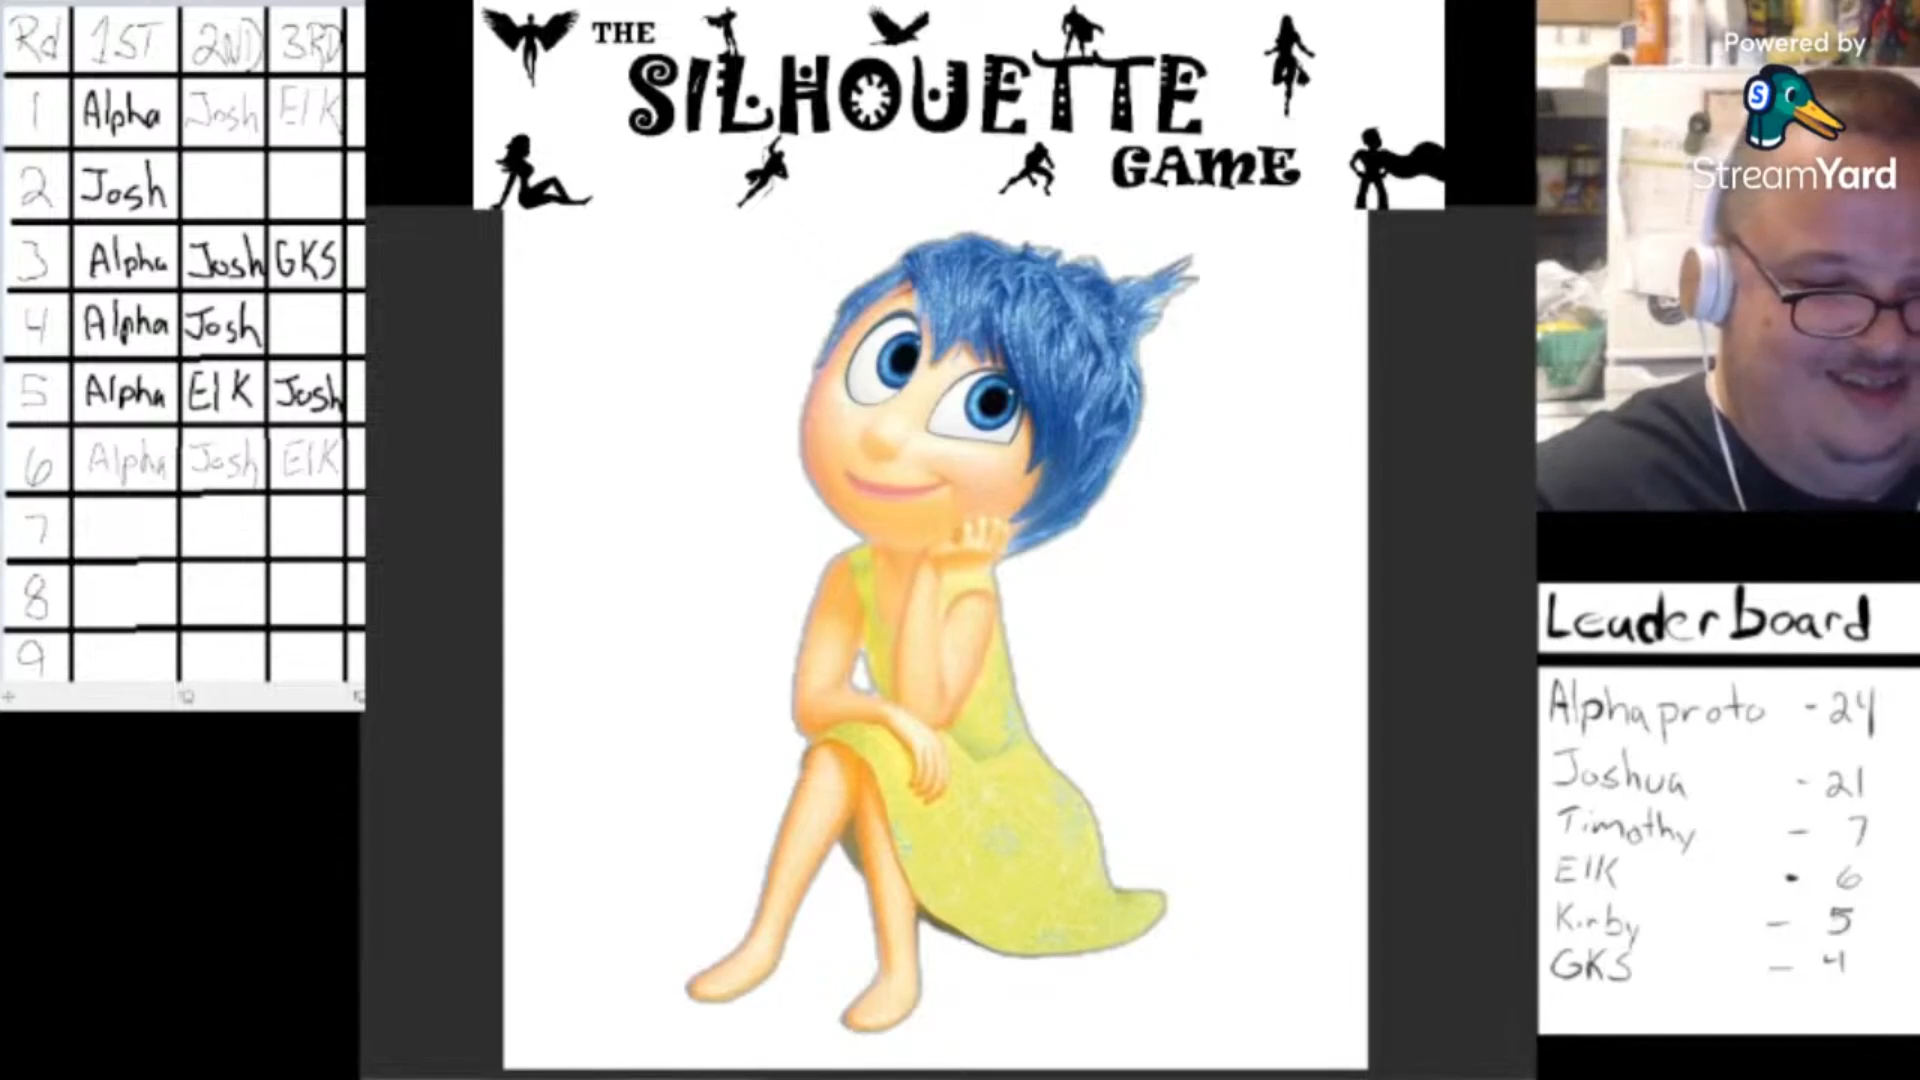 Rd 1ST 2ND 3RD
1 Alpha Josh Elk
2 Josh
3 Alpha Josh GKS
4 Alpha Josh
5 Alpha Elk Josh
6 Alpha Josh Elk
7
8
9
THE
SILHOUETTE
GAME
Powered by
S
StreamYard
Leaderboard
Alphaproto - 24
Joshua - 21
Timothy - 7
Elk - 6
Kirby - 5
GKS - 4